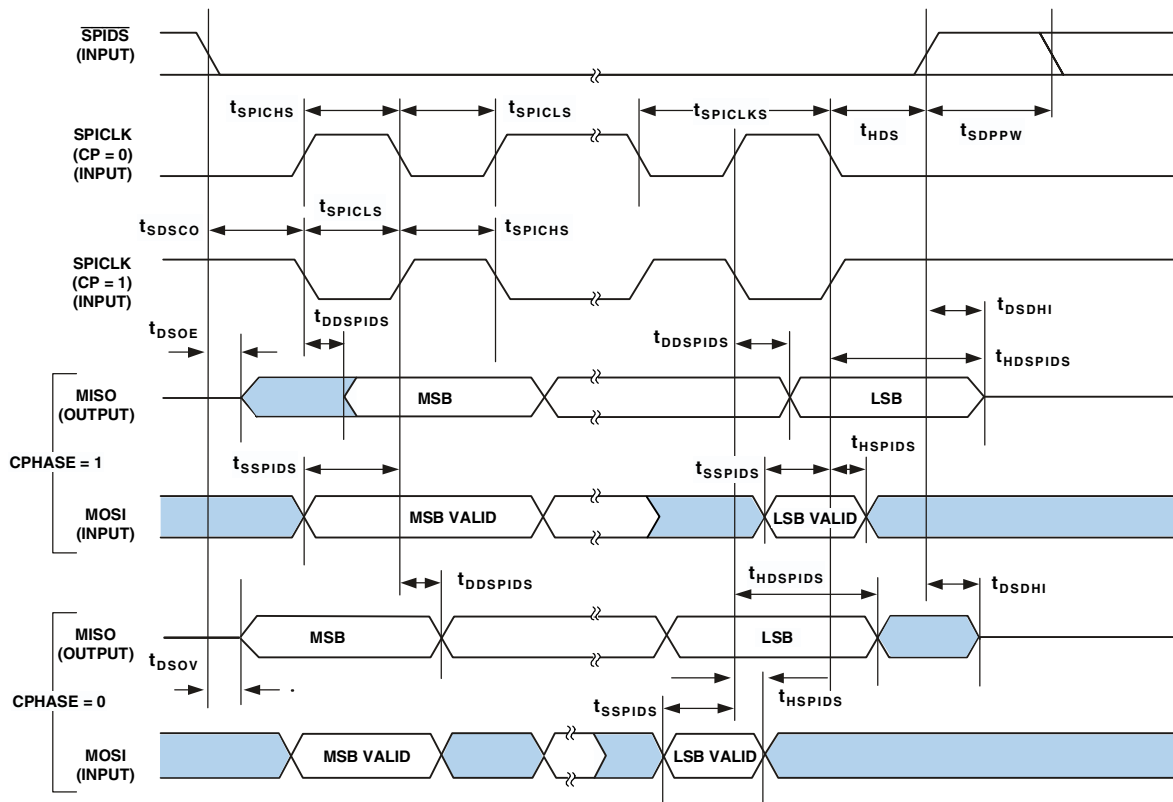 SPIDS
(INPUT)
tSPICHS
tSPICLS
tSPICLKS
tHDS
tSDPPW
SPICLK
(CP = 0)
(INPUT)
tSDSCO
tSPICLS
tSPICHS
SPICLK
(CP = 1)
(INPUT)
tDSOE
tDDSPIDS
tDDSPIDS
tDSDHI
tHDSPIDS
MISO
(OUTPUT)
MSB
LSB
CPHASE = 1
tSSPIDS
tSSPIDS
tHSPIDS
MOSI
(INPUT)
MSB VALID
LSB VALID
tDDSPIDS
tHDSPIDS
tDSDHI
MISO
(OUTPUT)
MSB
LSB
tDSOV
CPHASE = 0
tSSPIDS
tHSPIDS
MOSI
(INPUT)
MSB VALID
LSB VALID